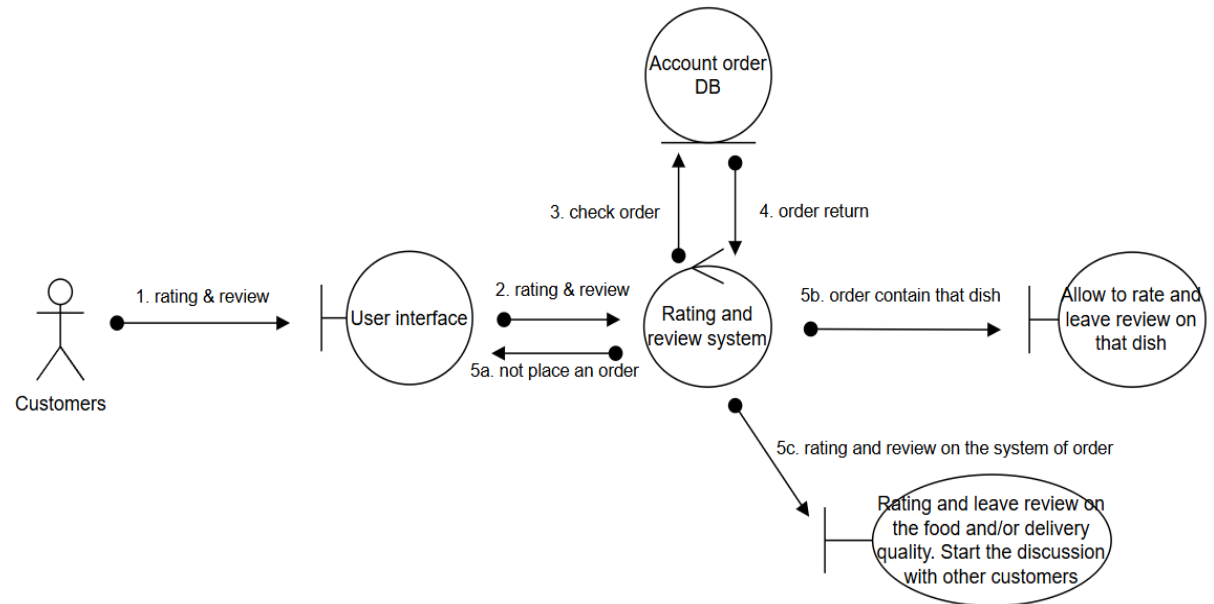 Account order
DB
3. check order
4. order return
1. rating & review
User interface
2. rating & review
5a. not place an order
Rating and
review system
5b. order contain that dish
Allow to rate and
leave review on
that dish
Customers
5c. rating and review on the system of order
Rating and leave review on
the food and/or delivery
quality. Start the discussion
with other customers